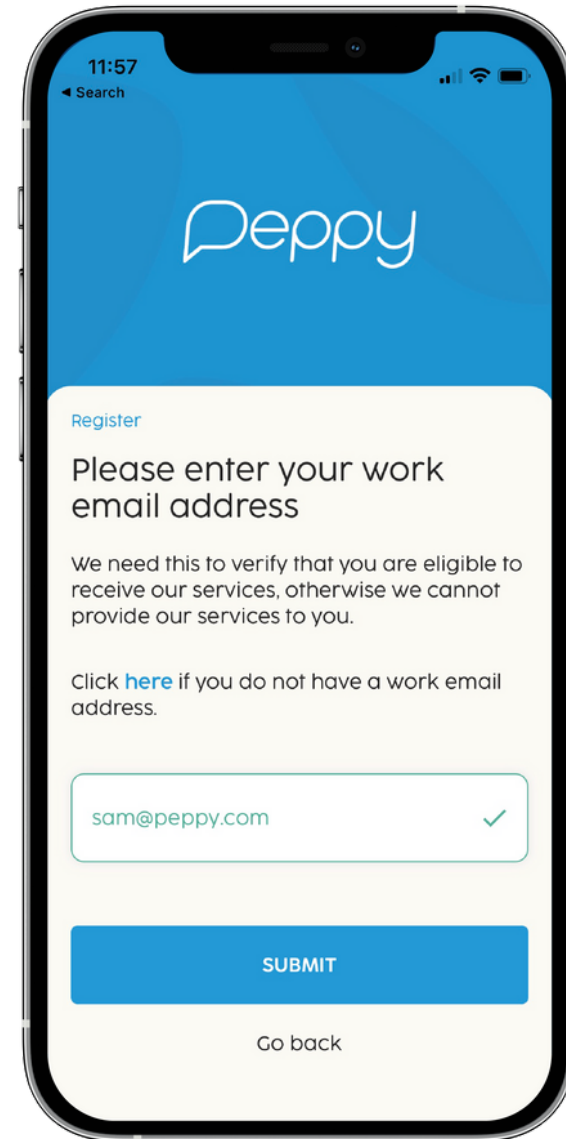 11:57
◀ Search
peppy
Register
Please enter your work
email address
We need this to verify that you are eligible to
receive our services, otherwise we cannot
provide our services to you.
Click here if you do not have a work email
address.
sam@peppy.com
SUBMIT
Go back